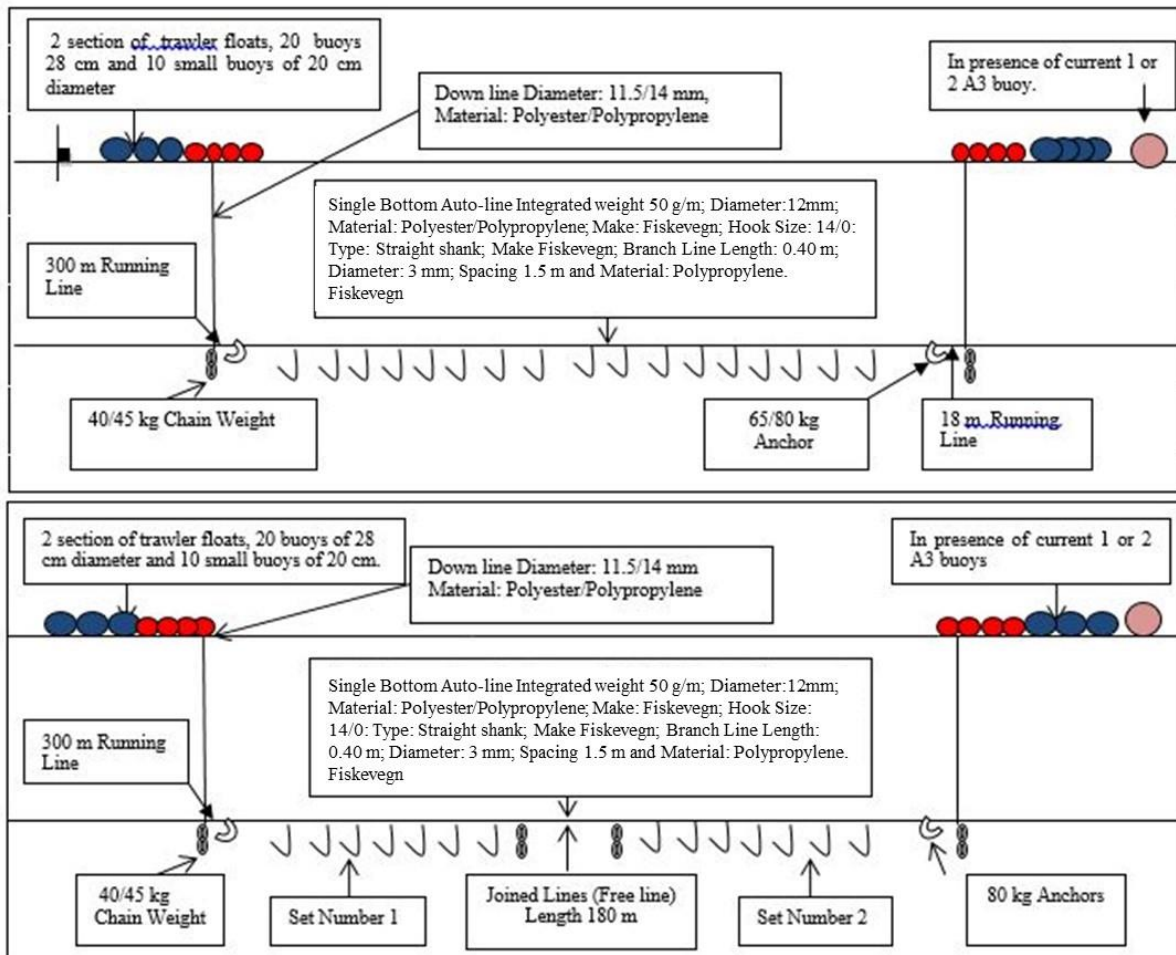 2 section of trawler floats, 20 buoys
28 cm and 10 small buoys of 20 cm
diameter
Down line Diameter: 11.5/14 mm,
Material: Polyester/Polypropylene
In presence of current 1 or
2 A3 buoy.
Single Bottom Auto-line Integrated weight 50 g/m; Diameter:12mm;
Material: Polyester/Polypropylene; Make: Fiskevegn; Hook Size: 14/0:
Type: Straight shank; Make Fiskevegn; Branch Line Length: 0.40 m;
Diameter: 3 mm; Spacing 1.5 m and Material: Polypropylene.
Fiskevegn
300 m Running
Line
40/45 kg Chain Weight
65/80 kg
Anchor
18 m Running
Line
2 section of trawler floats, 20 buoys of 28
cm diameter and 10 small buoys of 20 cm.
Down line Diameter: 11.5/14 mm
Material: Polyester/Polypropylene
In presence of current 1 or 2
A3 buoys
Single Bottom Auto-line Integrated weight 50 g/m; Diameter:12mm;
Material: Polyester/Polypropylene; Make: Fiskevegn; Hook Size:
14/0: Type: Straight shank; Make Fiskevegn; Branch Line Length:
0.40 m; Diameter: 3 mm; Spacing 1.5 m and Material: Polypropylene.
Fiskevegn
300 m Running
Line
40/45 kg
Chain Weight
Set Number 1
Joined Lines (Free line)
Length 180 m
Set Number 2
80 kg Anchors